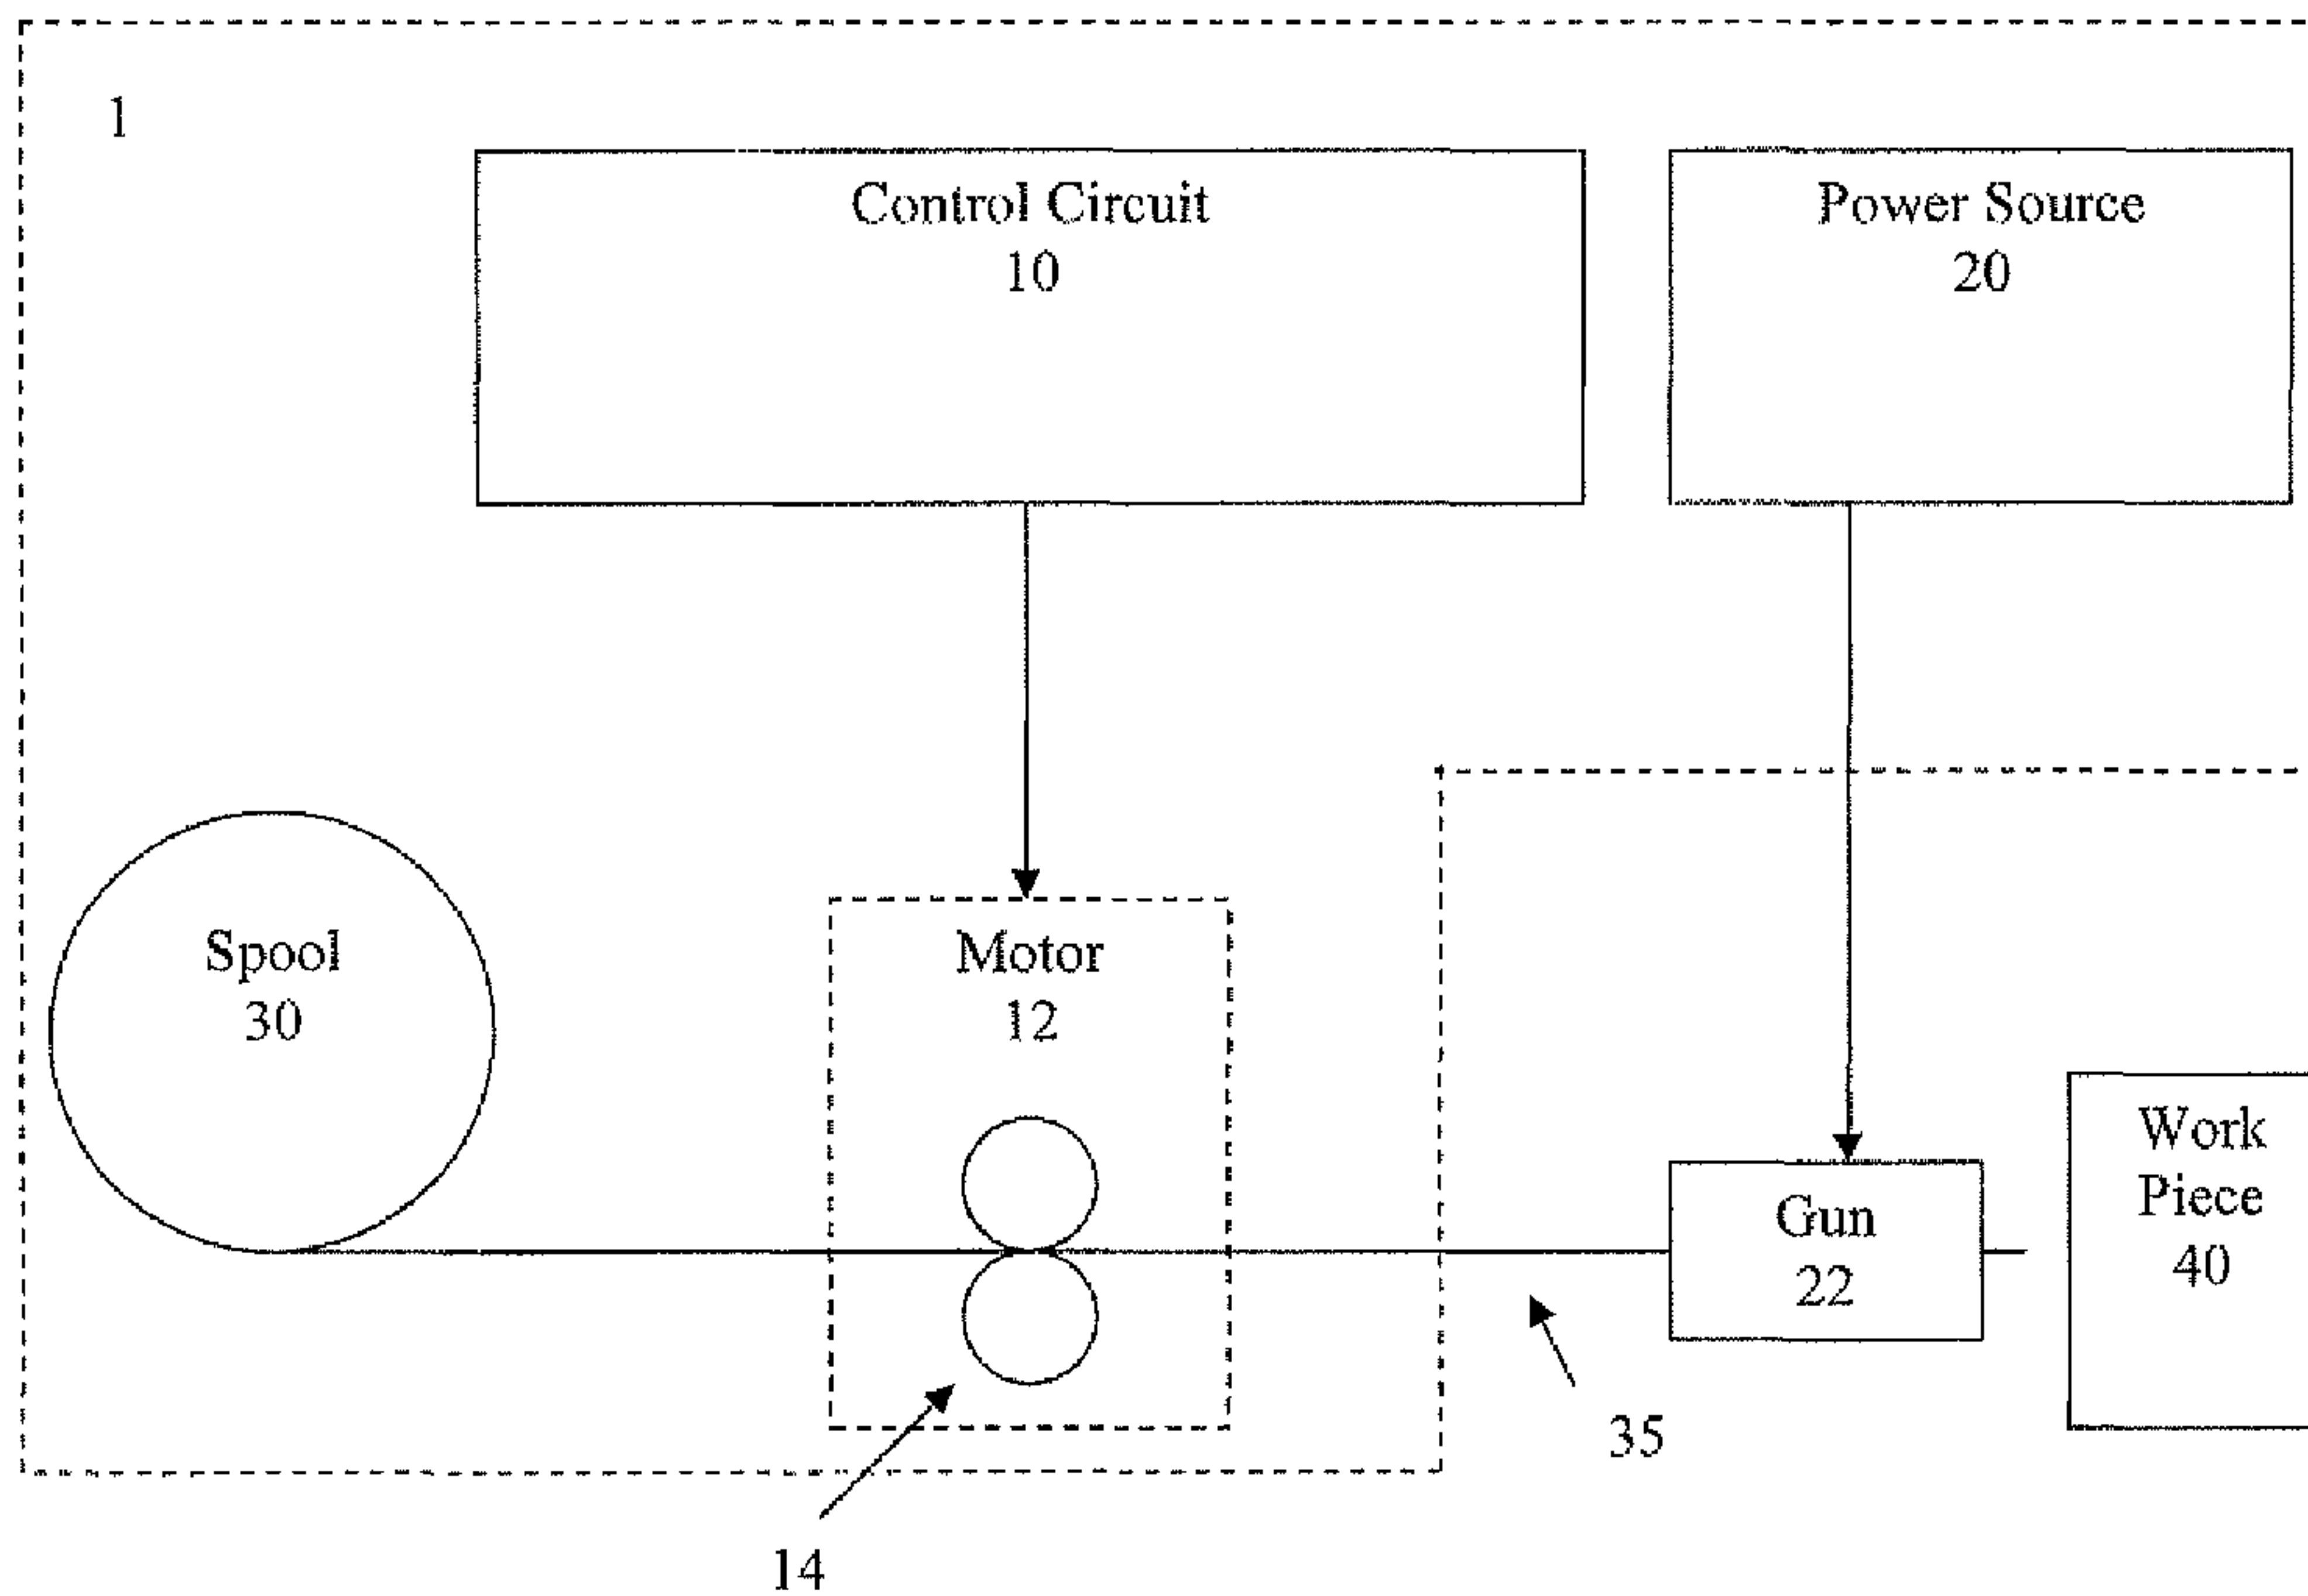 1
Control Circuit
10
Power Source
20
Spool
30
Motor
12
Work
Piece
40
Gun
22
35
14